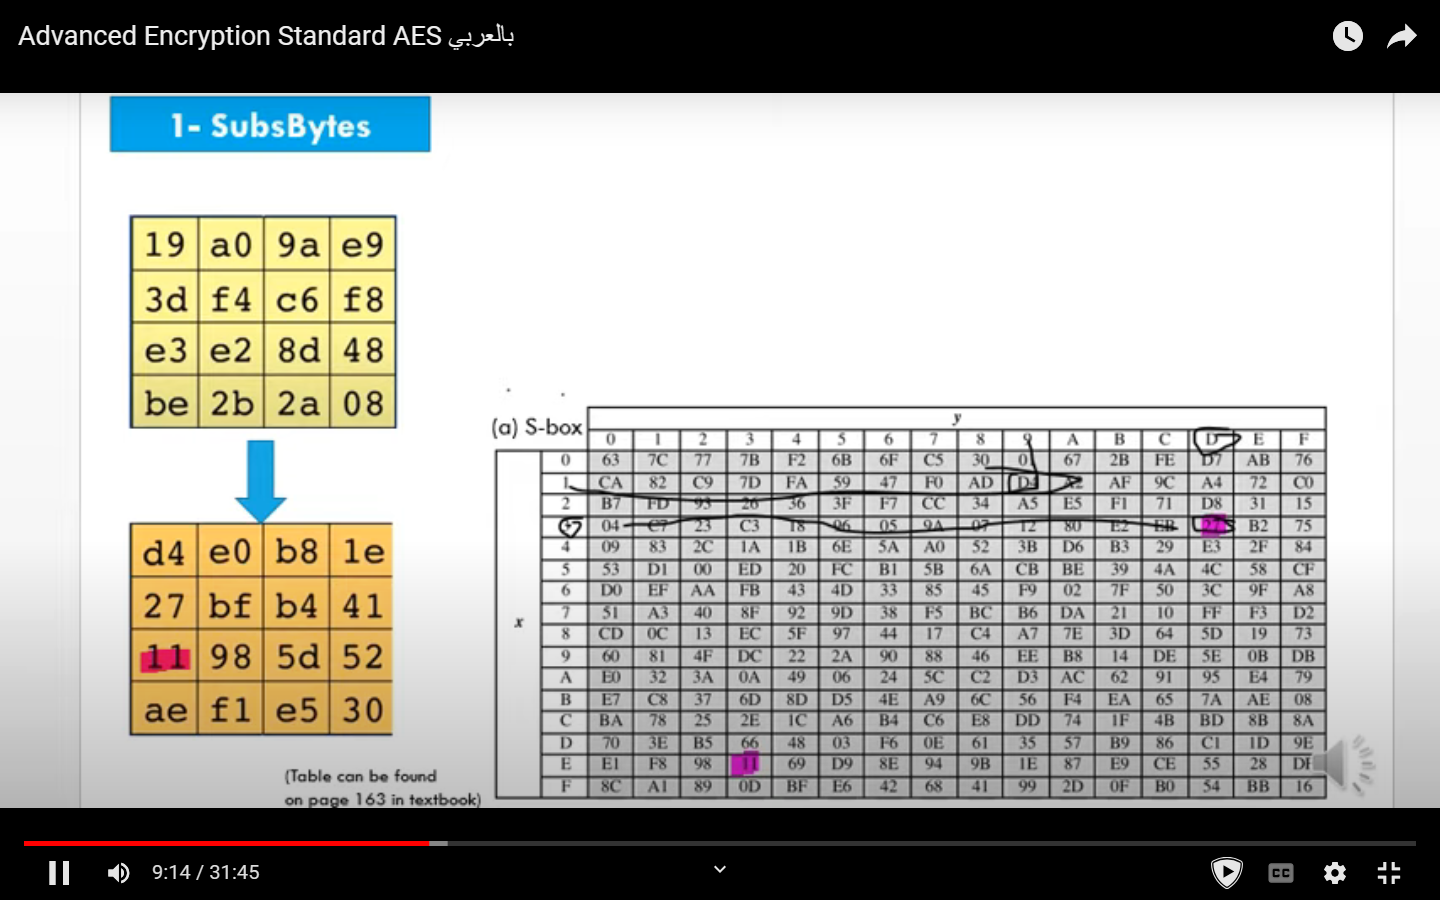 Advanced Encryption Standard AES بالعربي
1- SubsBytes
19 a0 9a e9
3d f4 c6 f8
e3 e2 8d 48
be 2b 2a 08
d4 e0 b8 1e
27 bf b4 41
11 98 5d 52
ae f1 e5 30
(Table can be found
on page 163 in textbook)
(a) S-box
y
0 1 2 3 4 5 6 7 8 9 A B C D E F
x
0 63 7C 77 7B F2 6B 6F C5 30 01 67 2B FE D7 AB 76
1 CA 82 C9 7D FA 59 47 F0 AD D4 A2 AF 9C A4 72 C0
2 B7 FD 93 26 36 3F F7 CC 34 A5 E5 F1 71 D8 31 15
04 C7 23 C3 18 96 05 9A 07 12 80 E2 EB 27 B2 75
4 09 83 2C 1A 1B 6E 5A A0 52 3B D6 B3 29 E3 2F 84
5 53 D1 00 ED 20 FC B1 5B 6A CB BE 39 4A 4C 58 CF
6 D0 EF AA FB 43 4D 33 85 45 F9 02 7F 50 3C 9F A8
7 51 A3 40 8F 92 9D 38 F5 BC B6 DA 21 10 FF F3 D2
8 CD 0C 13 EC 5F 97 44 17 C4 A7 7E 3D 64 5D 19 73
9 60 81 4F DC 22 2A 90 88 46 EE B8 14 DE 5E 0B DB
A E0 32 3A 0A 49 06 24 5C C2 D3 AC 62 91 95 E4 79
B E7 C8 37 6D 8D D5 4E A9 6C 56 F4 EA 65 7A AE 08
C BA 78 25 2E 1C A6 B4 C6 E8 DD 74 1F 4B BD 8B 8A
D 70 3E B5 66 48 03 F6 0E 61 35 57 B9 86 C1 1D 9E
E E1 F8 98 11 69 D9 8E 94 9B 1E 87 E9 CE 55 28 DF
F 8C A1 89 0D BF E6 42 68 41 99 2D 0F B0 54 BB 16
9:14 / 31:45
CC